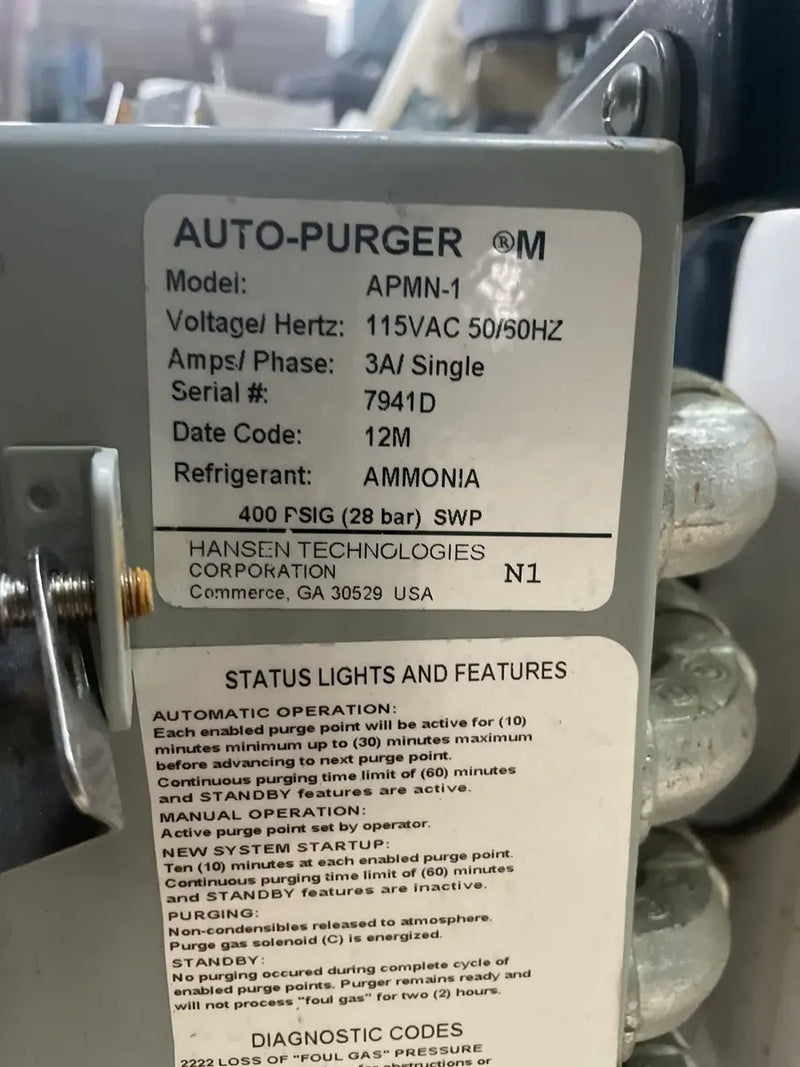 AUTO-PURGER ®M
Model: APMN-1
Voltage/ Hertz: 115VAC 50/60HZ
Amps/ Phase: 3A/ Single
Serial #: 7941D
Date Code: 12M
Refrigerant: AMMONIA
400 PSIG (28 bar) SWP
HANSEN TECHNOLOGIES
CORPORATION N1
Commerce, GA 30529 USA
STATUS LIGHTS AND FEATURES
AUTOMATIC OPERATION:
Each enabled purge point will be active for (10)
minutes minimum up to (30) minutes maximum
before advancing to next purge point.
Continuous purging time limit of (60) minutes
and STANDBY features are active.
MANUAL OPERATION:
Active purge point set by operator.
NEW SYSTEM STARTUP:
Ten (10) minutes at each enabled purge point.
Continuous purging time limit of (60) minutes
and STANDBY features are inactive.
PURGING:
Non-condensibles released to atmosphere.
Purge gas solenoid (C) is energized.
STANDBY:
No purging occured during complete cycle of
enabled purge points. Purger remains ready and
will not process "foul gas" for two (2) hours.
DIAGNOSTIC CODES
2222 LOSS OF "FOUL GAS" PRESSURE
for obstructions or